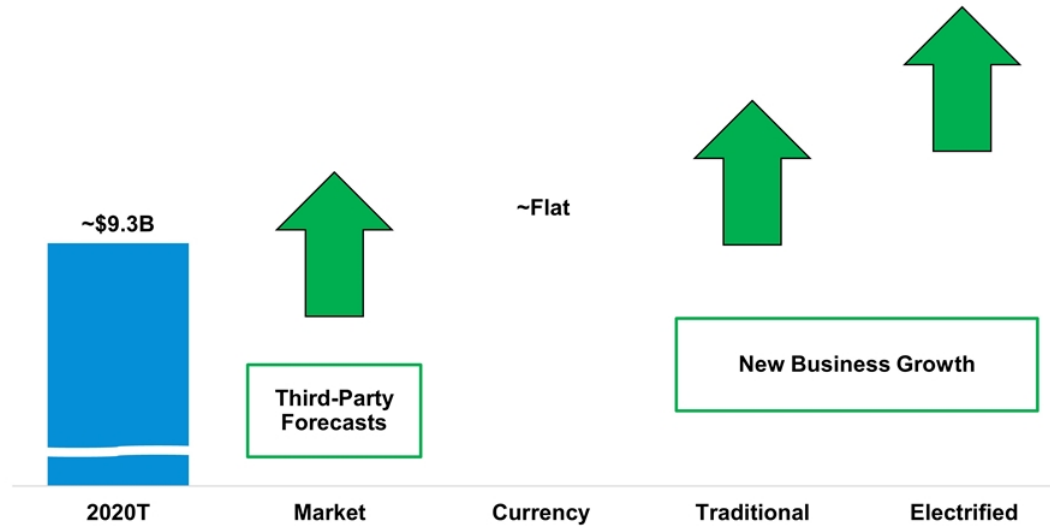 ~$9.3B
~Flat
Third-Party
Forecasts
New Business Growth
2020T
Market
Currency
Traditional
Electrified